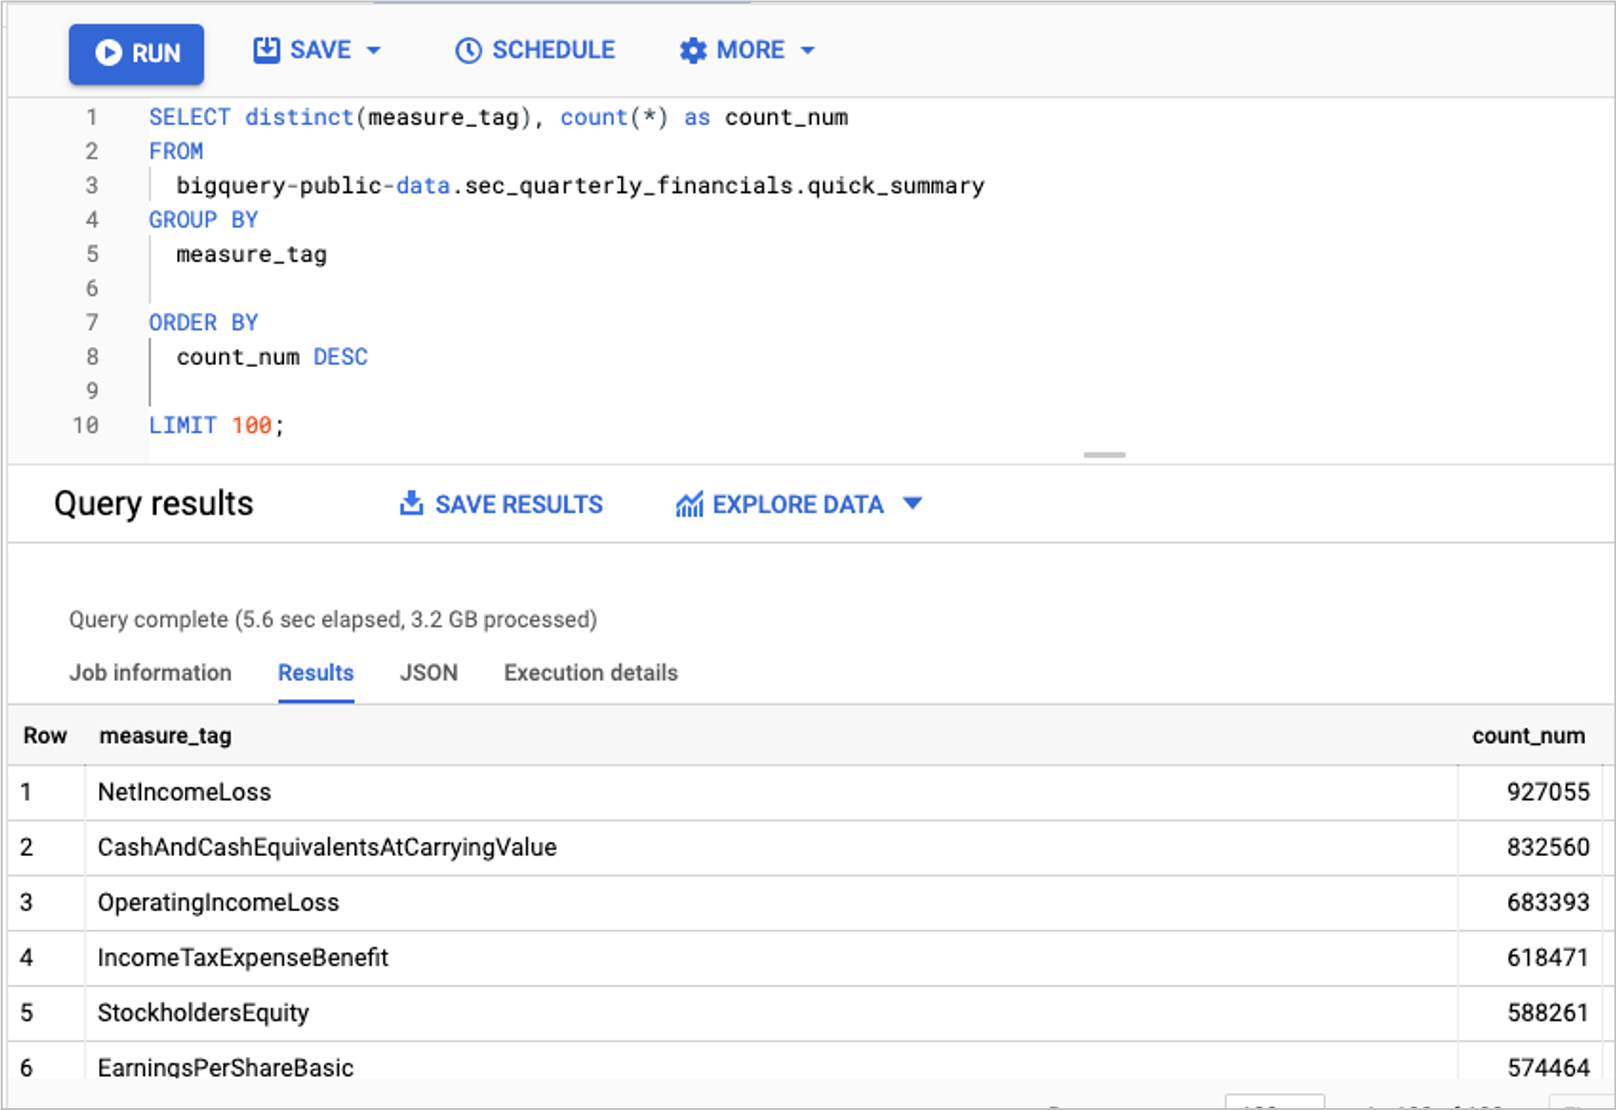 RUN SAVE SCHEDULE MORE
1 SELECT distinct(measure_tag), count(*) as count_num
2 FROM
3 bigquery-public-data.sec_quarterly_financials.quick_summary
4 GROUP BY
5 measure_tag
6
7 ORDER BY
8 count_num DESC
9
10 LIMIT 100;
Query results SAVE RESULTS EXPLORE DATA
Query complete (5.6 sec elapsed, 3.2 GB processed)
Job information Results JSON Execution details
Row measure_tag count_num
1 NetIncomeLoss 927055
2 CashAndCashEquivalentsAtCarryingValue 832560
3 OperatingIncomeLoss 683393
4 IncomeTaxExpenseBenefit 618471
5 StockholdersEquity 588261
6 EarningsPerShareBasic 574464